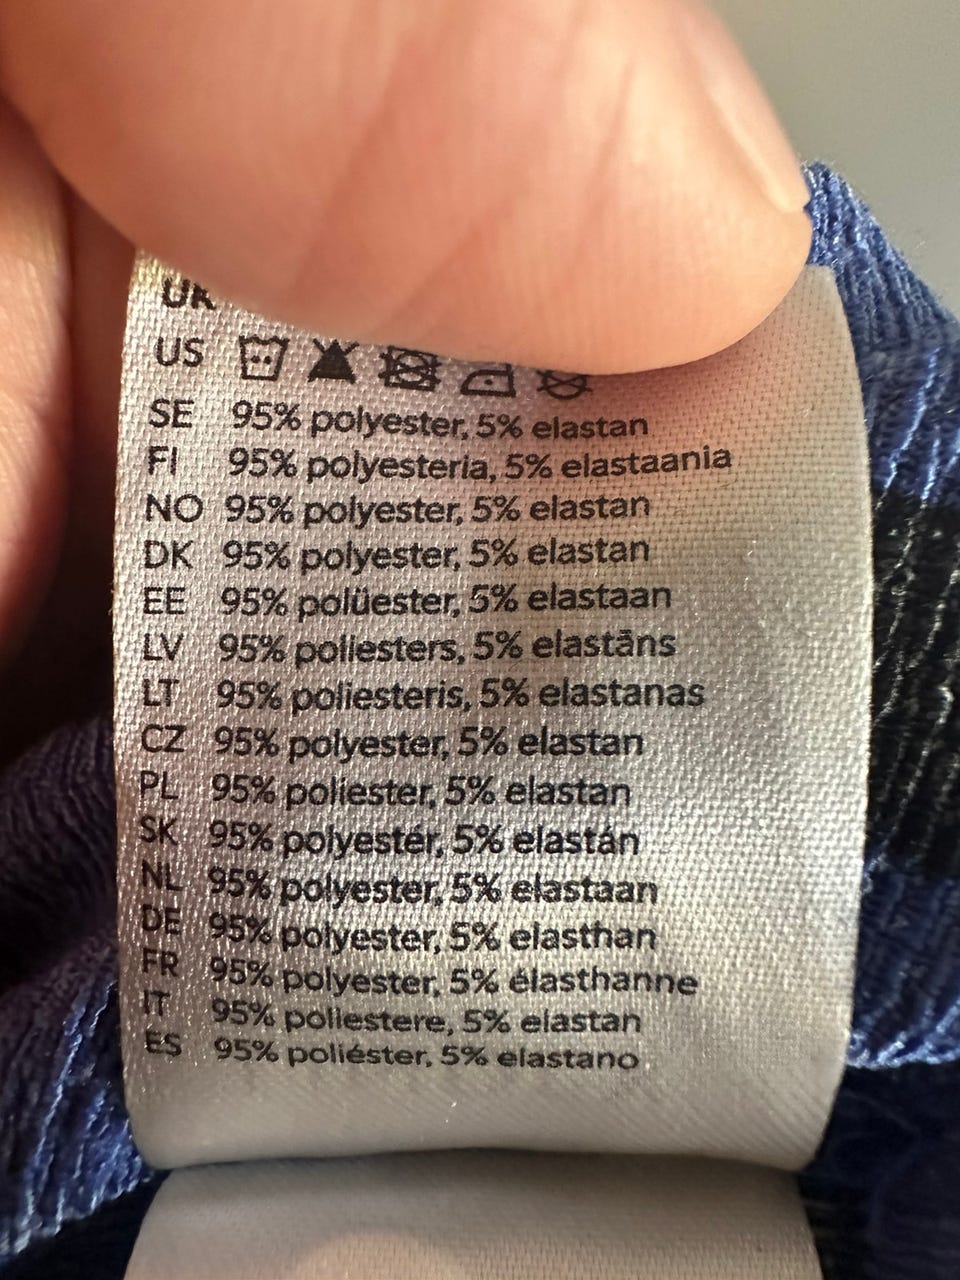 UK
US
SE 95% polyester, 5% elastan
FI 95% polyesteria, 5% elastaania
NO 95% polyester, 5% elastan
DK 95% polyester, 5% elastan
EE 95% polüester, 5% elastaan
LV 95% poliesters, 5% elastāns
LT 95% poliesteris, 5% elastanas
CZ 95% polyester, 5% elastan
PL 95% poliester, 5% elastan
SK 95% polyestér, 5% elastán
NL 95% polyester, 5% elastaan
DE 95% polyester, 5% elasthan
FR 95% polyester, 5% élasthanne
IT 95% poliestere, 5% elastan
ES 95% poliéster, 5% elastano